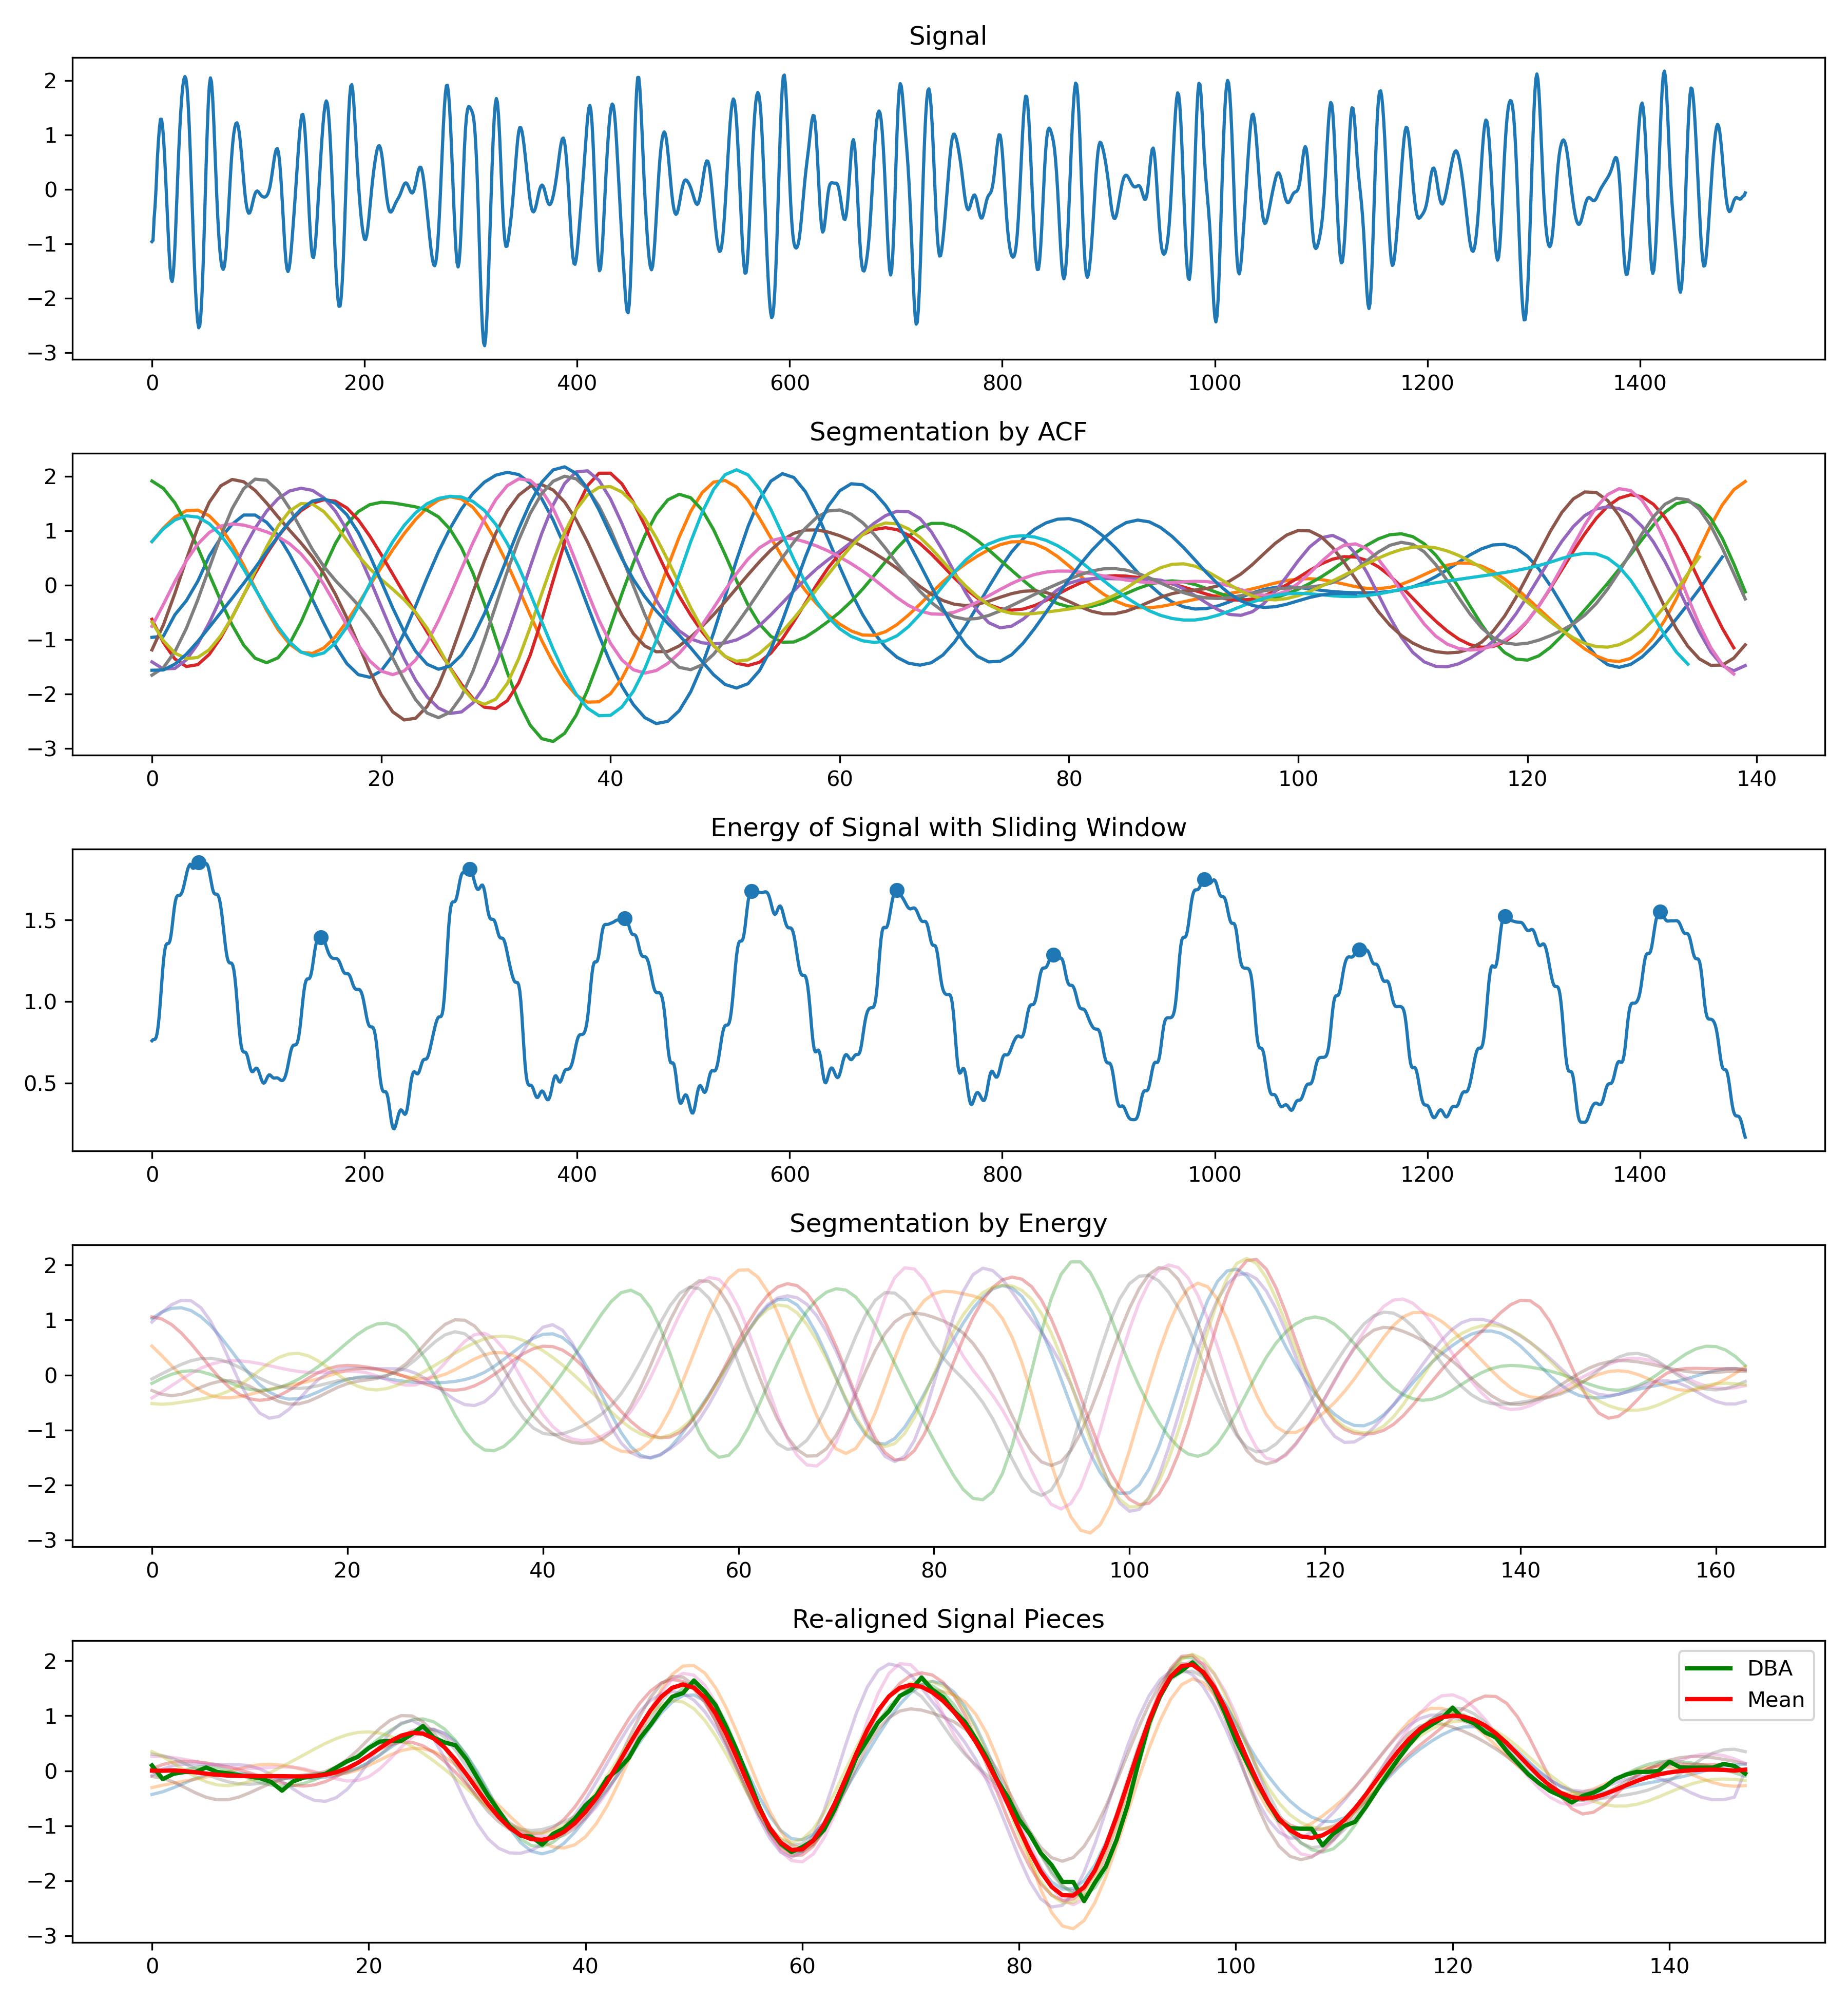 Signal
2
1
0
−1
−2
−3
0 200 400 600 800 1000 1200 1400
Segmentation by ACF
2
1
0
−1
−2
−3
0 20 40 60 80 100 120 140
Energy of Signal with Sliding Window
1.5
1.0
0.5
0 200 400 600 800 1000 1200 1400
Segmentation by Energy
2
1
0
−1
−2
−3
0 20 40 60 80 100 120 140 160
Re-aligned Signal Pieces
2
1
0
−1
−2
−3
DBA
Mean
0 20 40 60 80 100 120 140